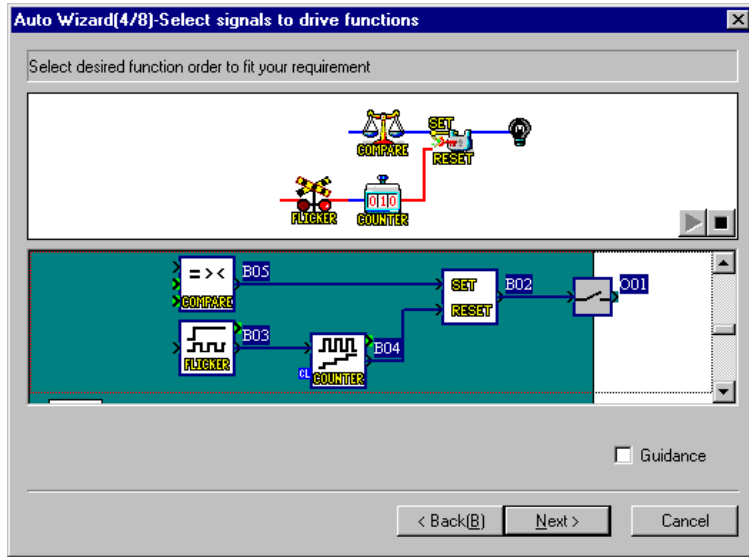 Auto Wizard(4/8)-Select signals to drive functions
Select desired function order to fit your requirement
SET
COMPARE
RESET
010
FLICKER COUNTER
=><
B05
COMPARE
SET
B02
O01
RESET
B03
FLICKER
B04
CL
COUNTER
Guidance
< Back(B)
Next >
Cancel